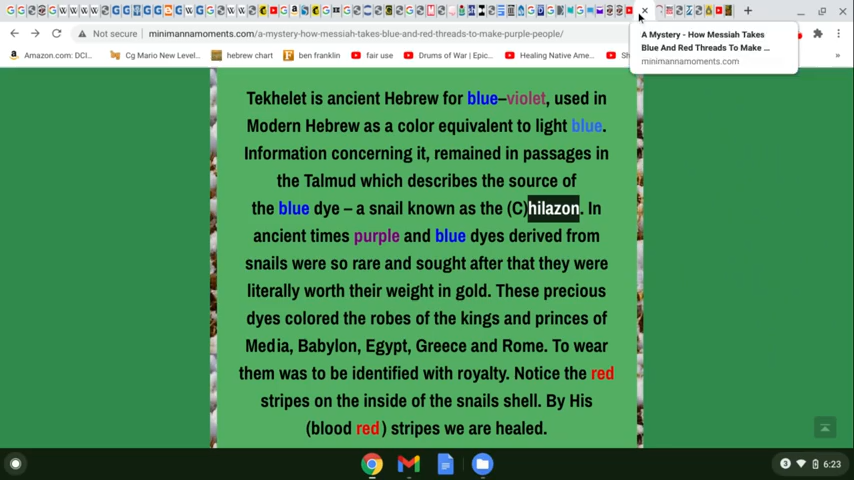 Not secure | minimannamoments.com/a-mystery-how-messiah-takes-blue-and-red-threads-to-make-purple-people/
A Mystery - How Messiah Takes
Blue And Red Threads To Make ...
minimannamoments.com
Amazon.com: DCI... Cg Mario New Level... hebrew chart ben franklin fair use Drums of War | Epic... Healing Native Ame... »
Tekhelet is ancient Hebrew for blue–violet, used in
Modern Hebrew as a color equivalent to light blue.
Information concerning it, remained in passages in
the Talmud which describes the source of
the blue dye – a snail known as the (C)hilazon. In
ancient times purple and blue dyes derived from
snails were so rare and sought after that they were
literally worth their weight in gold. These precious
dyes colored the robes of the kings and princes of
Media, Babylon, Egypt, Greece and Rome. To wear
them was to be identified with royalty. Notice the red
stripes on the inside of the snails shell. By His
(blood red) stripes we are healed.
3 6:23